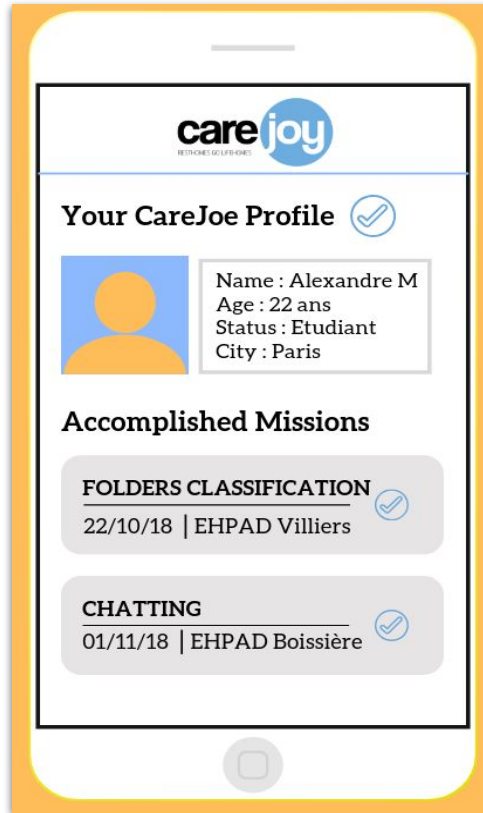 care joy
RESTHOMES GO LIFEHOMES
Your CareJoe Profile
Name : Alexandre M
Age : 22 ans
Status : Etudiant
City : Paris
Accomplished Missions
FOLDERS CLASSIFICATION
22/10/18 | EHPAD Villiers
CHATTING
01/11/18 | EHPAD Boissière